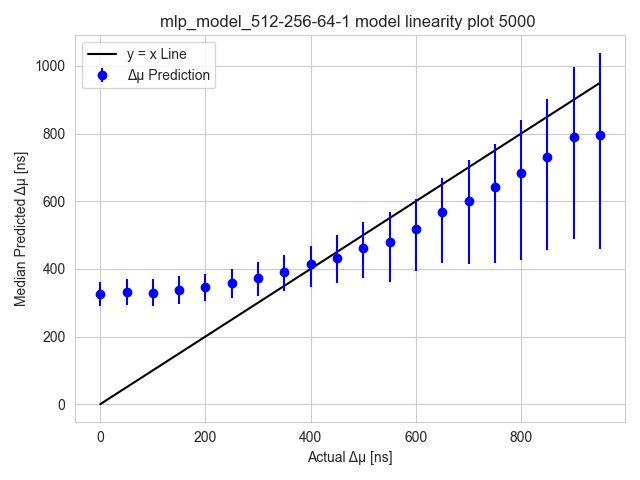 mlp_model_512-256-64-1 model linearity plot 5000
y = x Line
Δμ Prediction
1000
800
600
400
200
0
Median Predicted Δμ [ns]
0 200 400 600 800
Actual Δμ [ns]